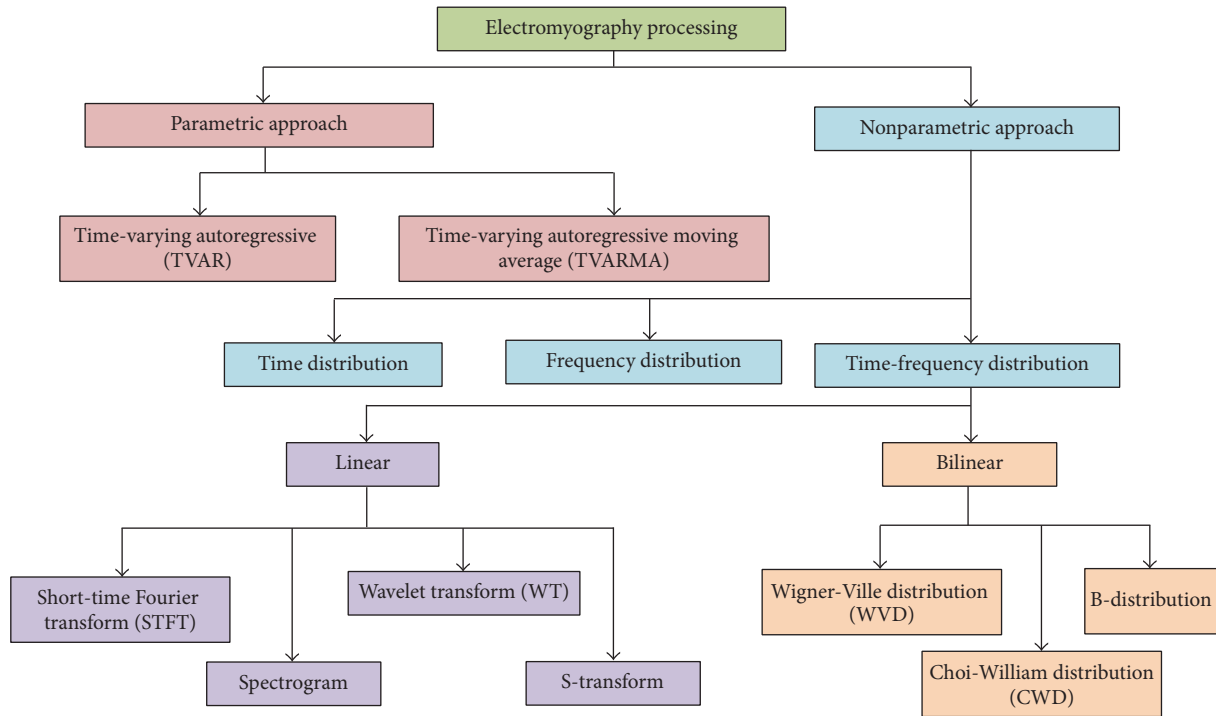 Electromyography processing
Parametric approach
Nonparametric approach
Time-varying autoregressive
(TVAR)
Time-varying autoregressive moving
average (TVARMA)
Time distribution
Frequency distribution
Time-frequency distribution
Linear
Bilinear
Short-time Fourier
transform (STFT)
Spectrogram
Wavelet transform (WT)
S-transform
Wigner-Ville distribution
(WVD)
Choi-William distribution
(CWD)
B-distribution